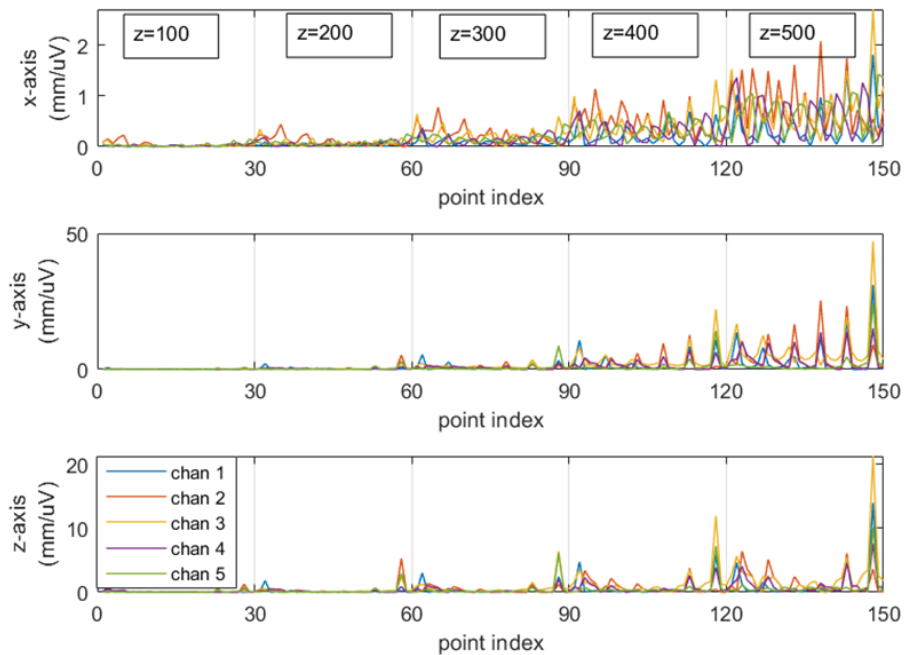 z=100 z=200 z=300 z=400 z=500
x-axis
(mm/uV)
2
1
0
0 30 60 90 120 150
point index
y-axis
(mm/uV)
50
0
0 30 60 90 120 150
point index
z-axis
(mm/uV)
20
10
0
chan 1
chan 2
chan 3
chan 4
chan 5
0 30 60 90 120 150
point index